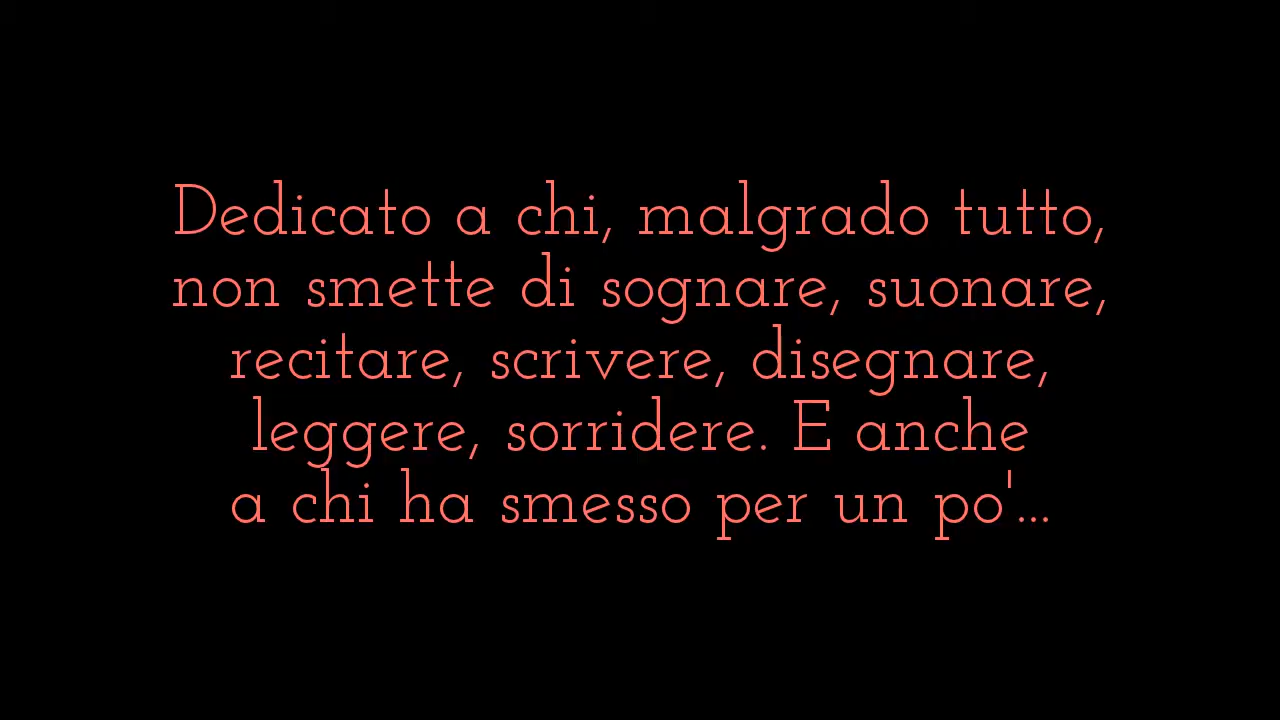 Dedicato a chi, malgrado tutto,
non smette di sognare, suonare,
recitare, scrivere, disegnare,
leggere, sorridere. E anche
a chi ha smesso per un po'...